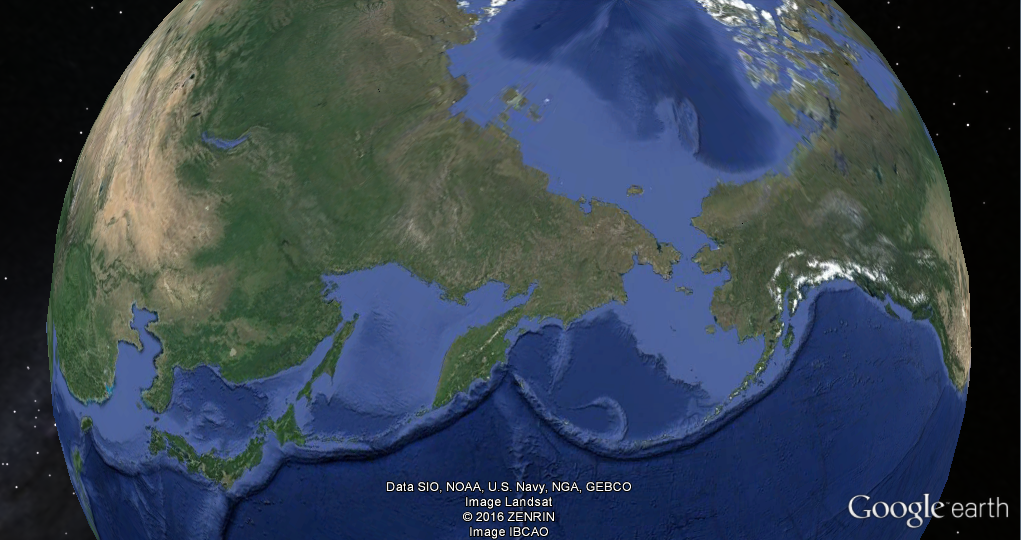 Data SIO, NOAA, U.S. Navy, NGA, GEBCO
Image Landsat
© 2016 ZENRIN
Image IBCAO
Google earth